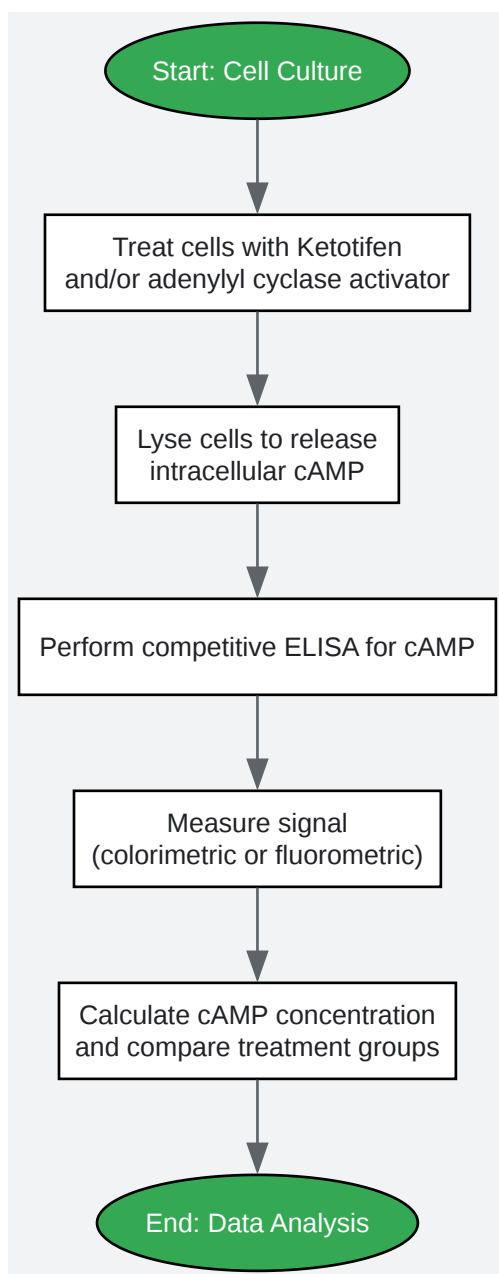 Start: Cell Culture
Treat cells with Ketotifen
and/or adenylyl cyclase activator
Lyse cells to release
intracellular cAMP
Perform competitive ELISA for cAMP
Measure signal
(colorimetric or fluorometric)
Calculate cAMP concentration
and compare treatment groups
End: Data Analysis